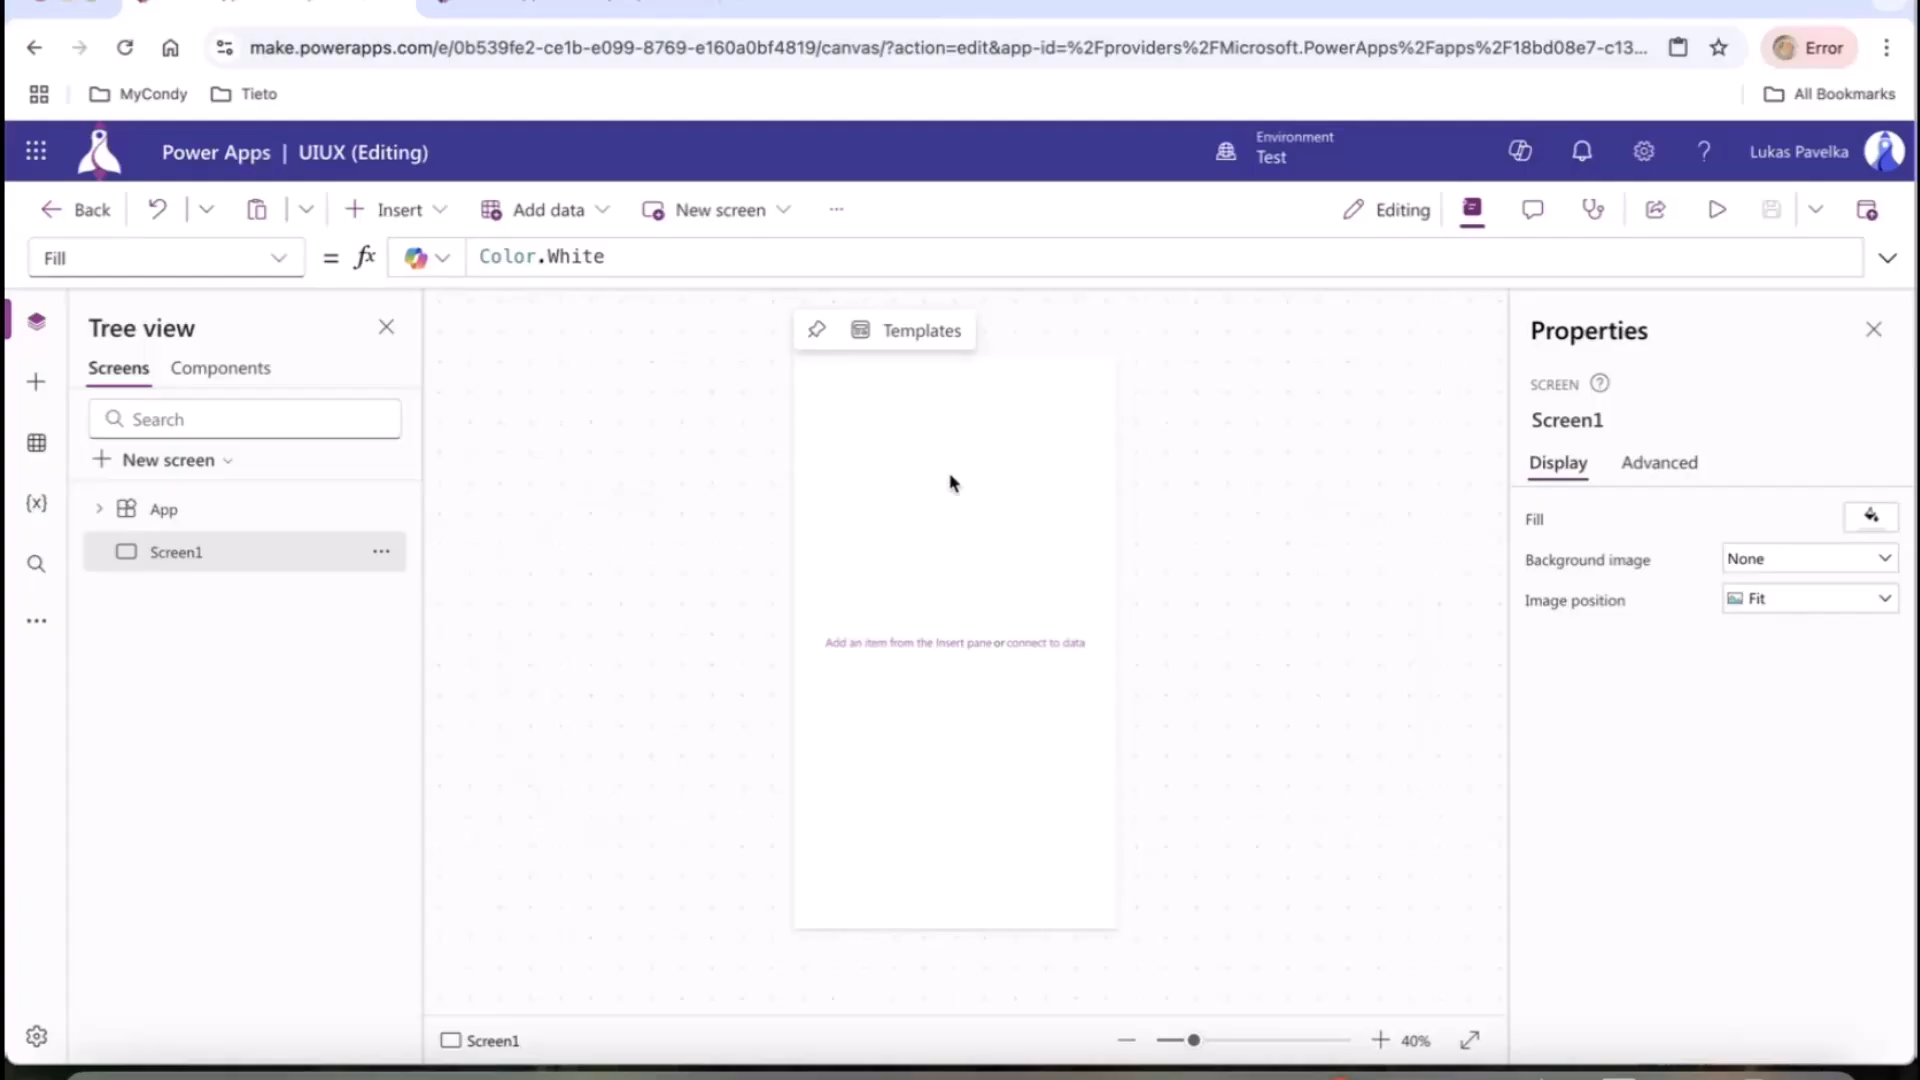 make.powerapps.com/e/0b539fe2-ce1b-e099-8769-e160a0bf4819/canvas/?action=edit&app-id=%2Fproviders%2FMicrosoft.PowerApps%2Fapps%2F18bd08e7-c13...
Error
MyCondy
Tieto
All Bookmarks
Power Apps | UIUX (Editing)
Environment
Test
Lukas Pavelka
Back
Insert
Add data
New screen
Editing
Fill
= fx
Color.White
Tree view
Screens
Components
Search
New screen
App
Screen1
Templates
Add an item from the Insert pane or connect to data
Properties
SCREEN
Screen1
Display
Advanced
Fill
Background image
None
Image position
Fit
Screen1
40%